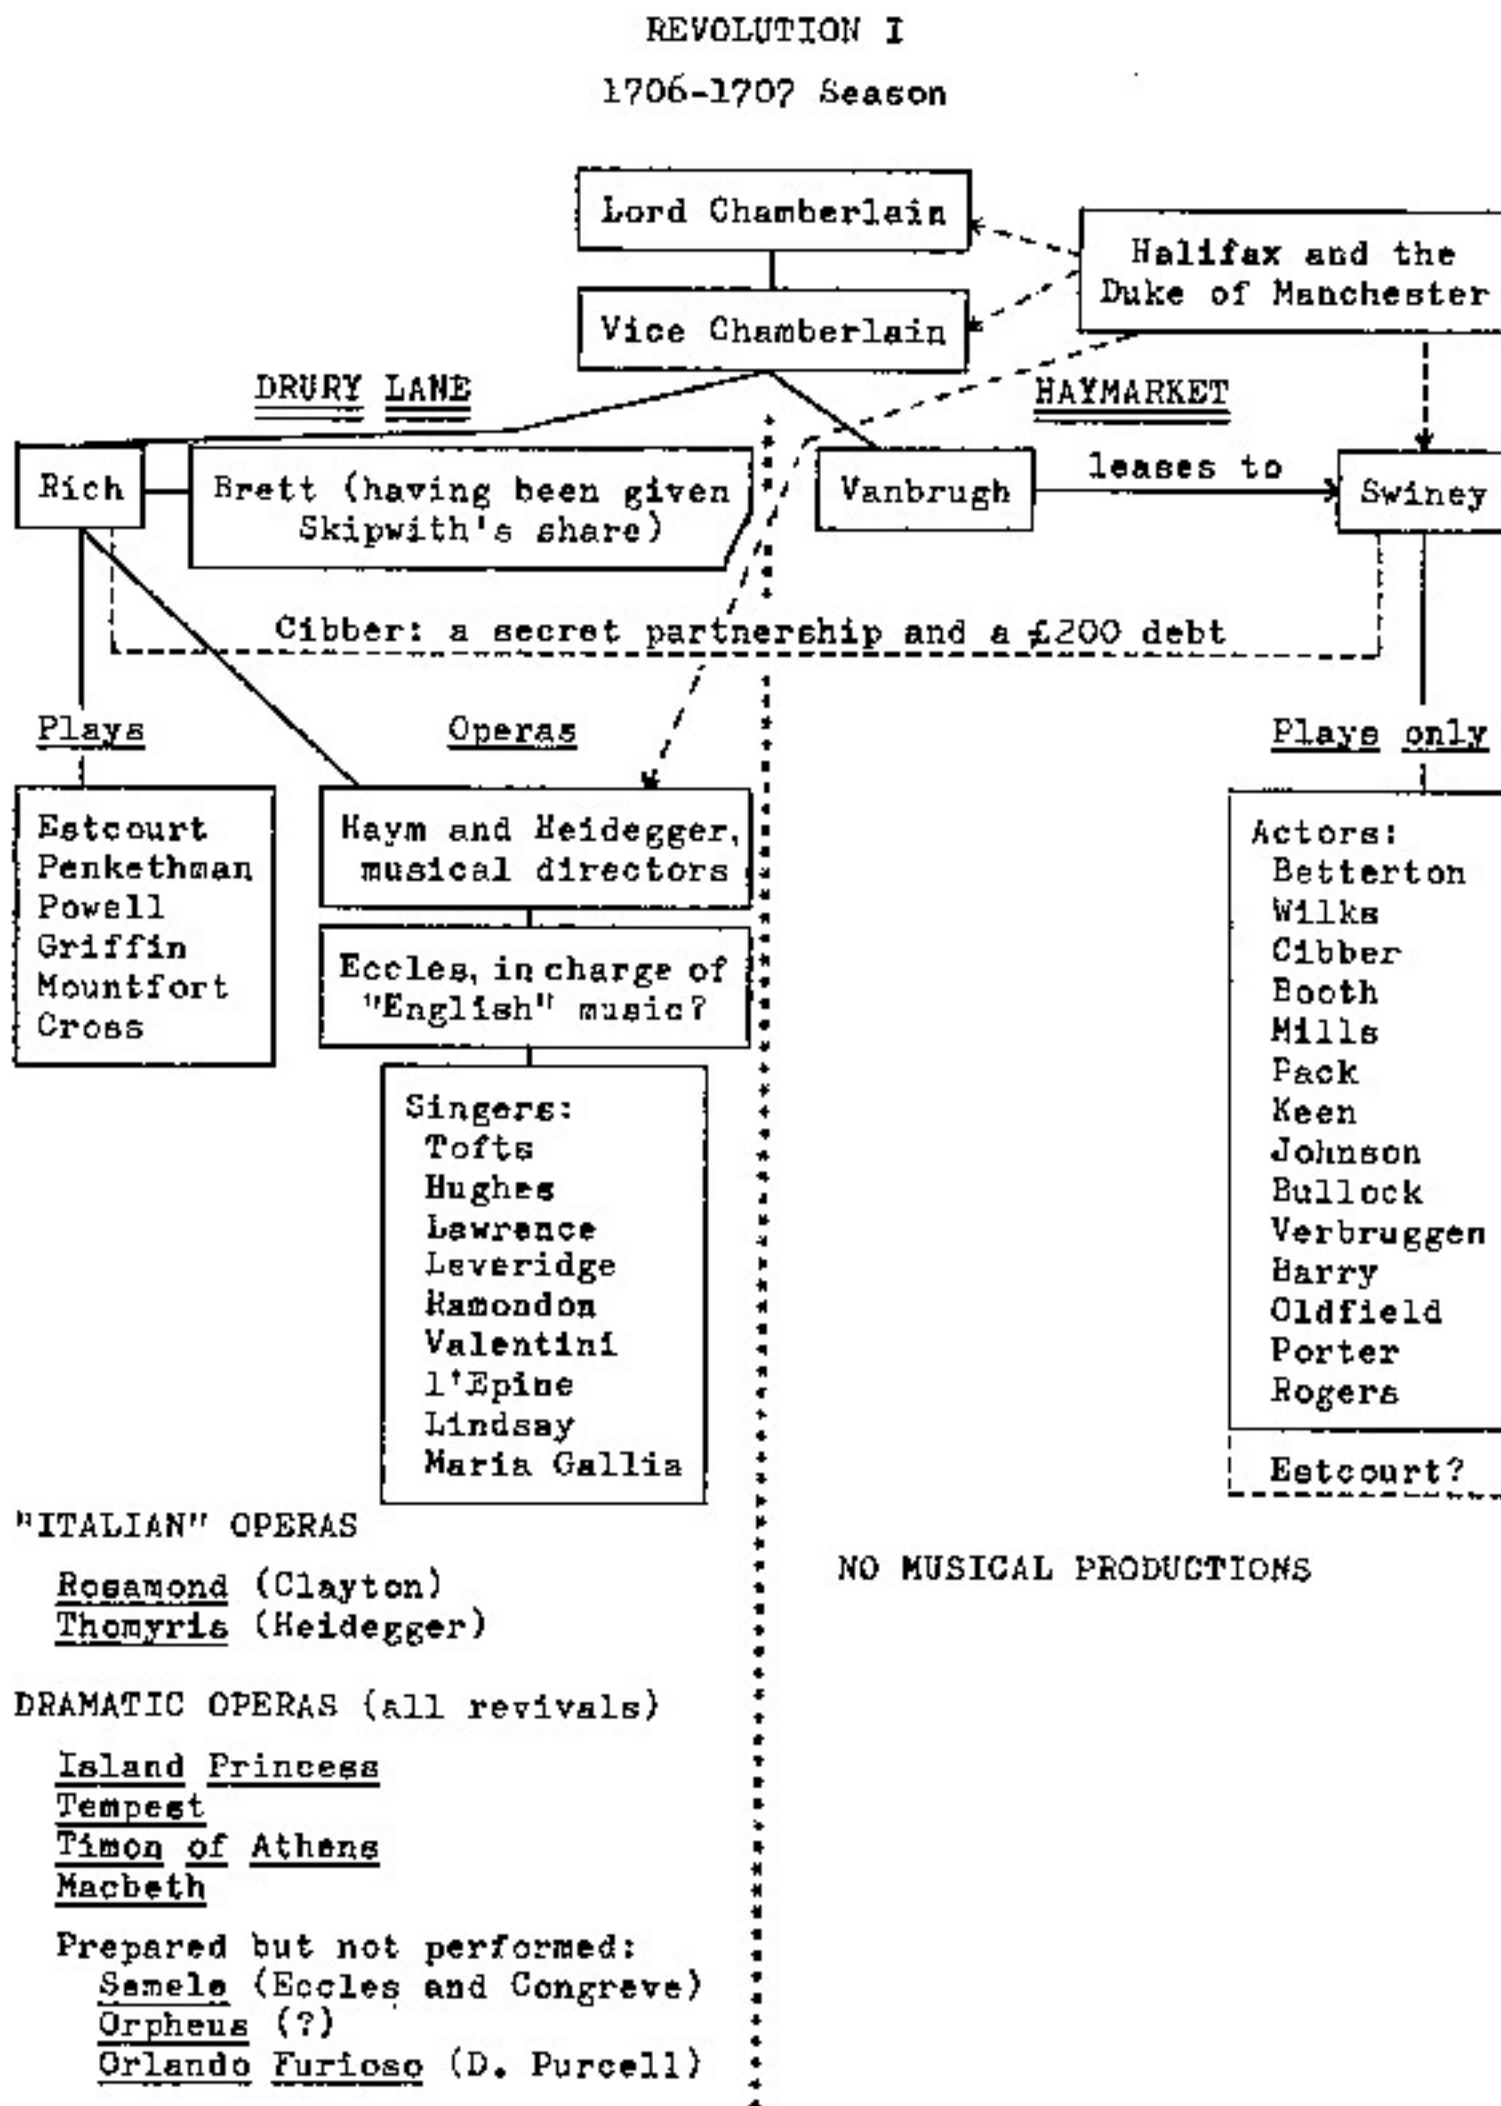 REVOLUTION I
1706-1707 Season
Lord Chamberlain
Halifax and the
Duke of Manchester
Vice Chamberlain
DRURY LANE
HAYMARKET
Rich
Brett (having been given
Skipwith's share)
Vanbrugh
leases to
Swiney
Cibber: a secret partnership and a £200 debt
Plays
Operas
Plays only
Estcourt
Penkethman
Powell
Griffin
Mountfort
Cross
Haym and Heidegger,
musical directors
Eccles, in charge of
"English" music?
Singers:
Tofts
Hughes
Lawrence
Leveridge
Ramondon
Valentini
l'Epine
Lindsay
Maria Gallia
Actors:
Betterton
Wilks
Cibber
Booth
Mills
Pack
Keen
Johnson
Bullock
Verbruggen
Barry
Oldfield
Porter
Rogers
Estcourt?
"ITALIAN" OPERAS
Rosamond (Clayton)
Thomyris (Heidegger)
NO MUSICAL PRODUCTIONS
DRAMATIC OPERAS (all revivals)
Island Princess
Tempest
Timon of Athens
Macbeth
Prepared but not performed:
Semele (Eccles and Congreve)
Orpheus (?)
Orlando Furioso (D. Purcell)